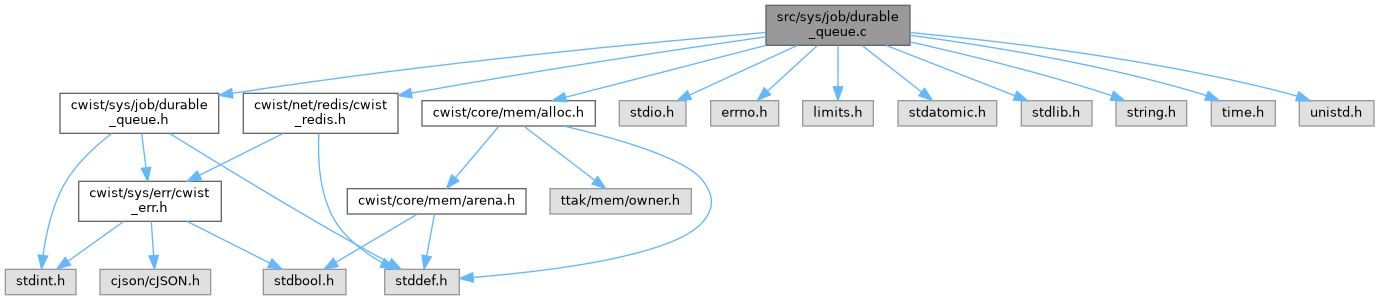 src/sys/job/durable
_queue.c
cwist/sys/job/durable
_queue.h
cwist/net/redis/cwist
_redis.h
cwist/core/mem/alloc.h
stdio.h
errno.h
limits.h
stdatomic.h
stdlib.h
string.h
time.h
unistd.h
cwist/sys/err/cwist
_err.h
cwist/core/mem/arena.h
ttak/mem/owner.h
stdint.h
cjson/cJSON.h
stdbool.h
stddef.h